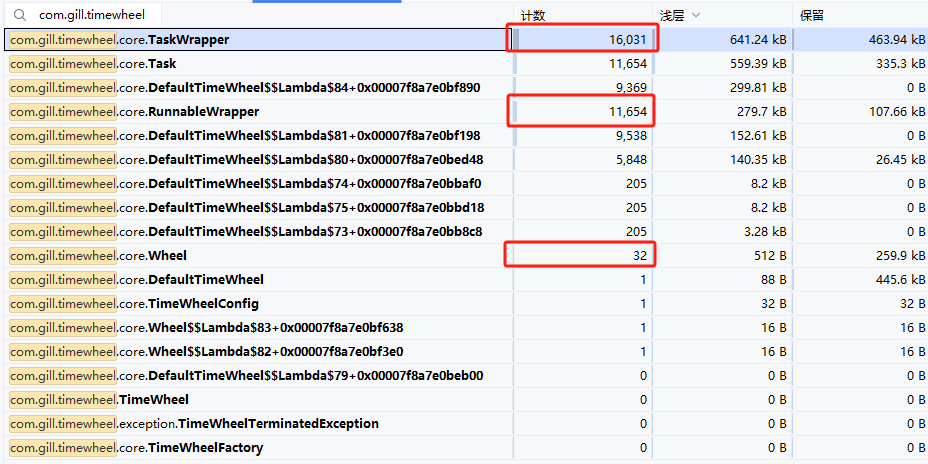 com.gill.timewheel 计数 浅层 保留
com.gill.timewheel.core.TaskWrapper 16,031 641.24 kB 463.94 kB
com.gill.timewheel.core.Task 11,654 559.39 kB 335.3 kB
com.gill.timewheel.core.DefaultTimeWheel$$Lambda$84+0x00007f8a7e0bf890 9,369 299.81 kB 0 B
com.gill.timewheel.core.RunnableWrapper 11,654 279.7 kB 107.66 kB
com.gill.timewheel.core.DefaultTimeWheel$$Lambda$81+0x00007f8a7e0bf198 9,538 152.61 kB 0 B
com.gill.timewheel.core.DefaultTimeWheel$$Lambda$80+0x00007f8a7e0bed48 5,848 140.35 kB 26.45 kB
com.gill.timewheel.core.DefaultTimeWheel$$Lambda$74+0x00007f8a7e0bbaf0 205 8.2 kB 0 B
com.gill.timewheel.core.DefaultTimeWheel$$Lambda$75+0x00007f8a7e0bbd18 205 8.2 kB 0 B
com.gill.timewheel.core.DefaultTimeWheel$$Lambda$73+0x00007f8a7e0bb8c8 205 3.28 kB 0 B
com.gill.timewheel.core.Wheel 32 512 B 259.9 kB
com.gill.timewheel.core.DefaultTimeWheel 1 88 B 445.6 kB
com.gill.timewheel.core.TimeWheelConfig 1 32 B 32 B
com.gill.timewheel.core.Wheel$$Lambda$83+0x00007f8a7e0bf638 1 16 B 16 B
com.gill.timewheel.core.Wheel$$Lambda$82+0x00007f8a7e0bf3e0 1 16 B 16 B
com.gill.timewheel.core.DefaultTimeWheel$$Lambda$79+0x00007f8a7e0beb00 0 0 B 0 B
com.gill.timewheel.TimeWheel 0 0 B 0 B
com.gill.timewheel.exception.TimeWheelTerminatedException 0 0 B 0 B
com.gill.timewheel.core.TimeWheelFactory 0 0 B 0 B